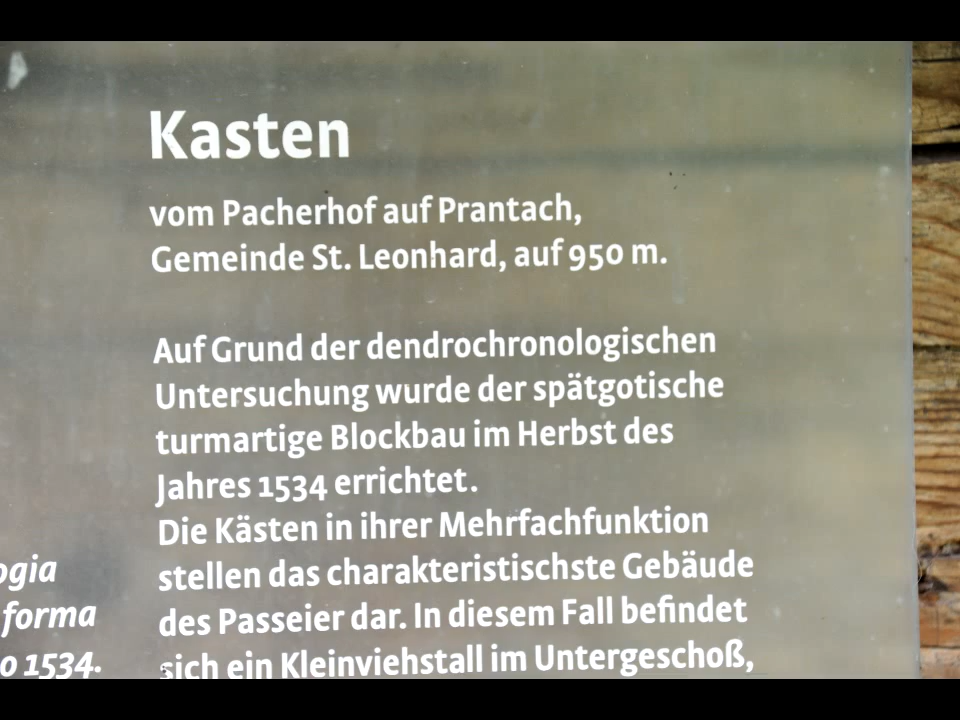 Kasten
vom Pacherhof auf Prantach,
Gemeinde St. Leonhard, auf 950 m.
Auf Grund der dendrochronologischen
Untersuchung wurde der spätgotische
turmartige Blockbau im Herbst des
Jahres 1534 errichtet.
Die Kästen in ihrer Mehrfachfunktion
stellen das charakteristischste Gebäude
des Passeier dar. In diesem Fall befindet
sich ein Kleinviehstall im Untergeschoß,
ogia
forma
o 1534.